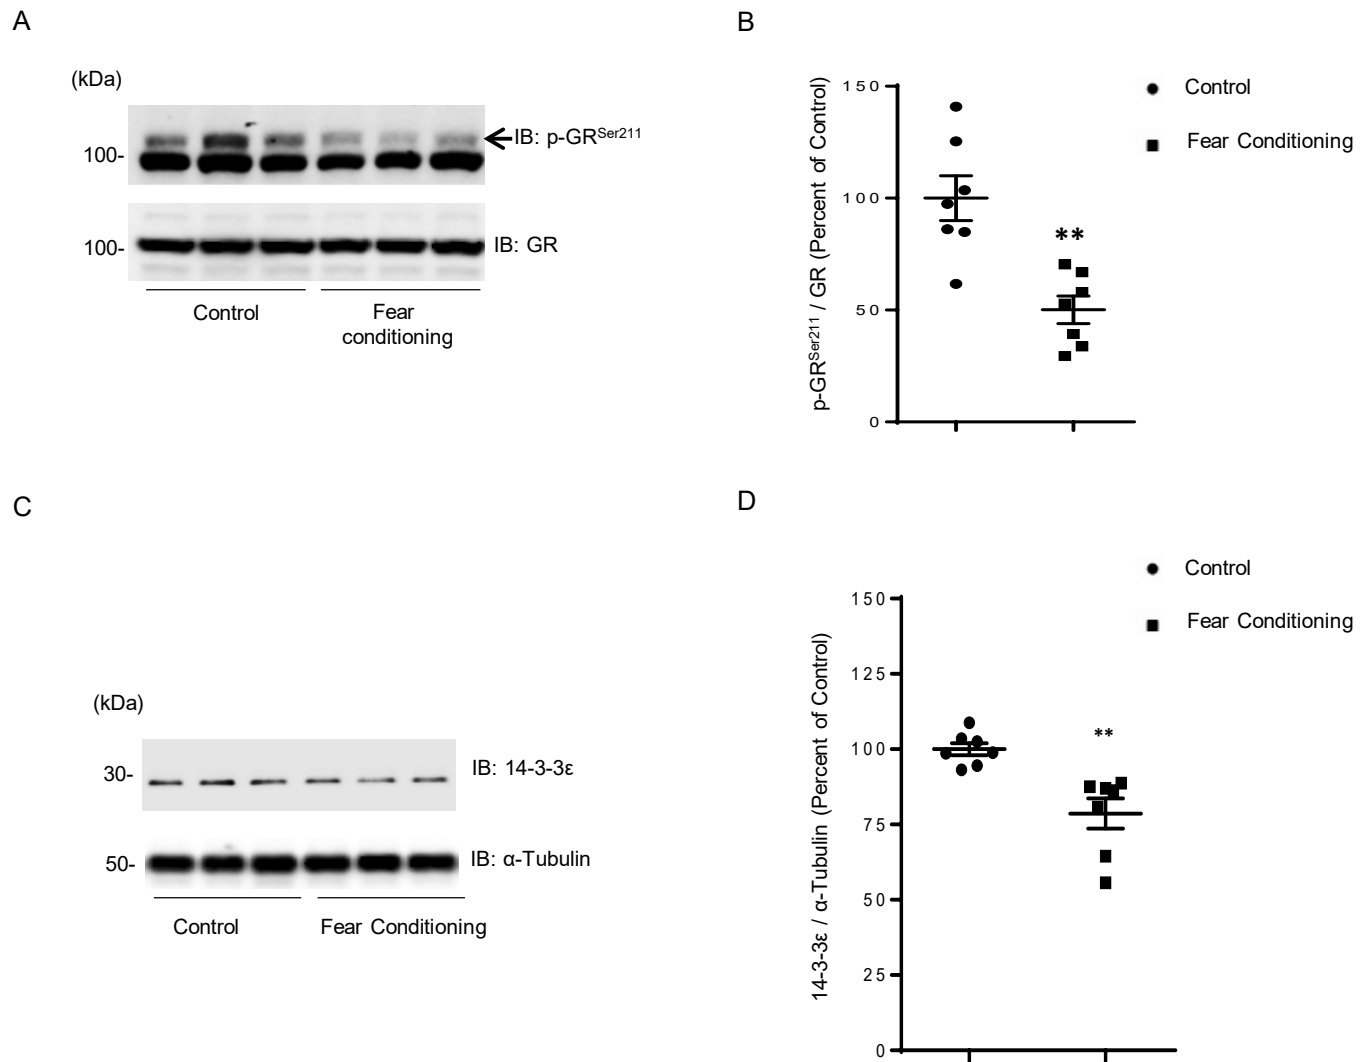 A
(kDa)
100-
IB: p-GRSer211
100-
IB: GR
Control
Fear
conditioning
B
p-GRSer211 / GR (Percent of Control)
150
100
50
0
**
Control
Fear Conditioning
C
(kDa)
30-
IB: 14-3-3ε
50-
IB: α-Tubulin
Control
Fear Conditioning
D
14-3-3ε / α-Tubulin (Percent of Control)
150
125
100
75
50
25
0
**
Control
Fear Conditioning